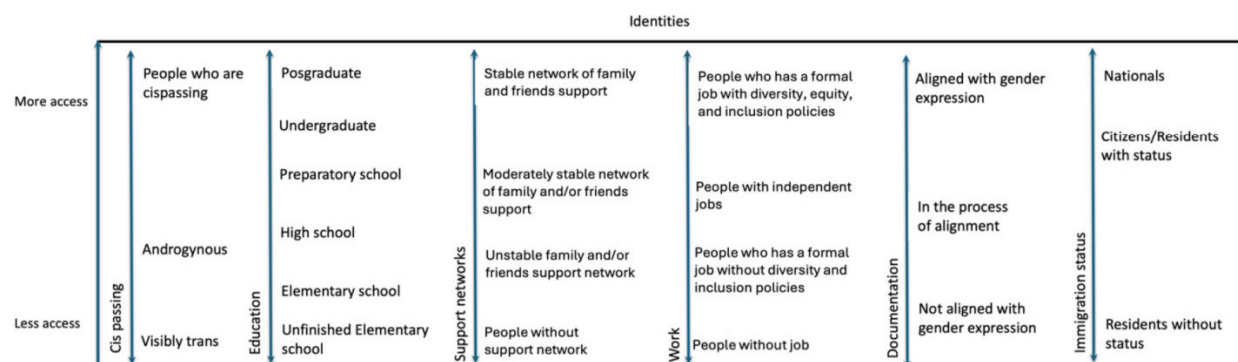 Identities
More access
Less access
Cis passing
People who are
cispassing
Androgynous
Visibly trans
Education
Posgraduate
Undergraduate
Preparatory school
High school
Elementary school
Unfinished Elementary
school
Support networks
Stable network of family
and friends support
Moderately stable network
of family and/or friends
support
Unstable family and/or
friends support network
People without
support network
Work
People who has a formal
job with diversity, equity,
and inclusion policies
People with independent
jobs
People who has a formal
job without diversity and
inclusion policies
People without job
Documentation
Aligned with gender
expression
In the process
of alignment
Not aligned with
gender expression
Immigration status
Nationals
Citizens/Residents
with status
Residents without
status